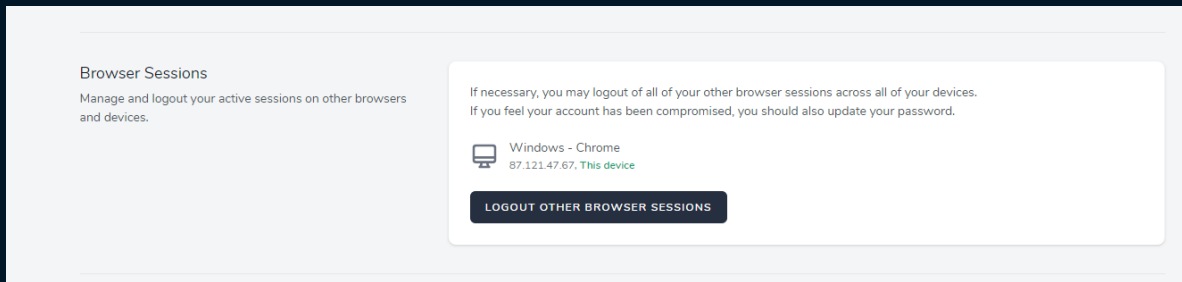 Browser Sessions
Manage and logout your active sessions on other browsers
and devices.
If necessary, you may logout of all of your other browser sessions across all of your devices.
If you feel your account has been compromised, you should also update your password.
Windows - Chrome
87.121.47.67, This device
LOGOUT OTHER BROWSER SESSIONS